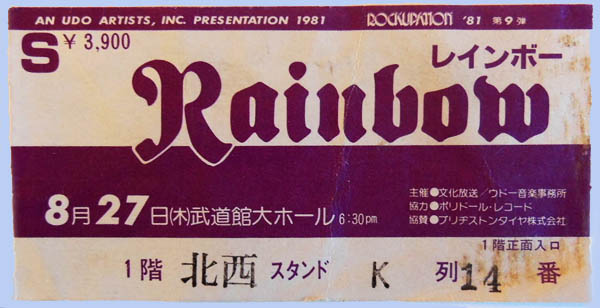 AN UDO ARTISTS, INC. PRESENTATION 1981 ROCKUPATION '81 第9弾
S ¥3,900
レインボー
Rainbow
主催●文化放送/ウドー音楽事務所
協力●ポリドール・レコード
協賛●ブリヂストンタイヤ株式会社
8月27日(木)武道館大ホール 6:30pm
1階正面入口
1階 北西 スタンド K 列 14 番